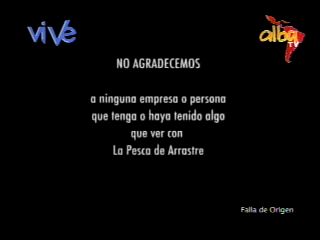 vive
alba
TV
NO AGRADECEMOS
a ninguna empresa o persona
que tenga o haya tenido algo
que ver con
La Pesca de Arrastre
Falla de Origen